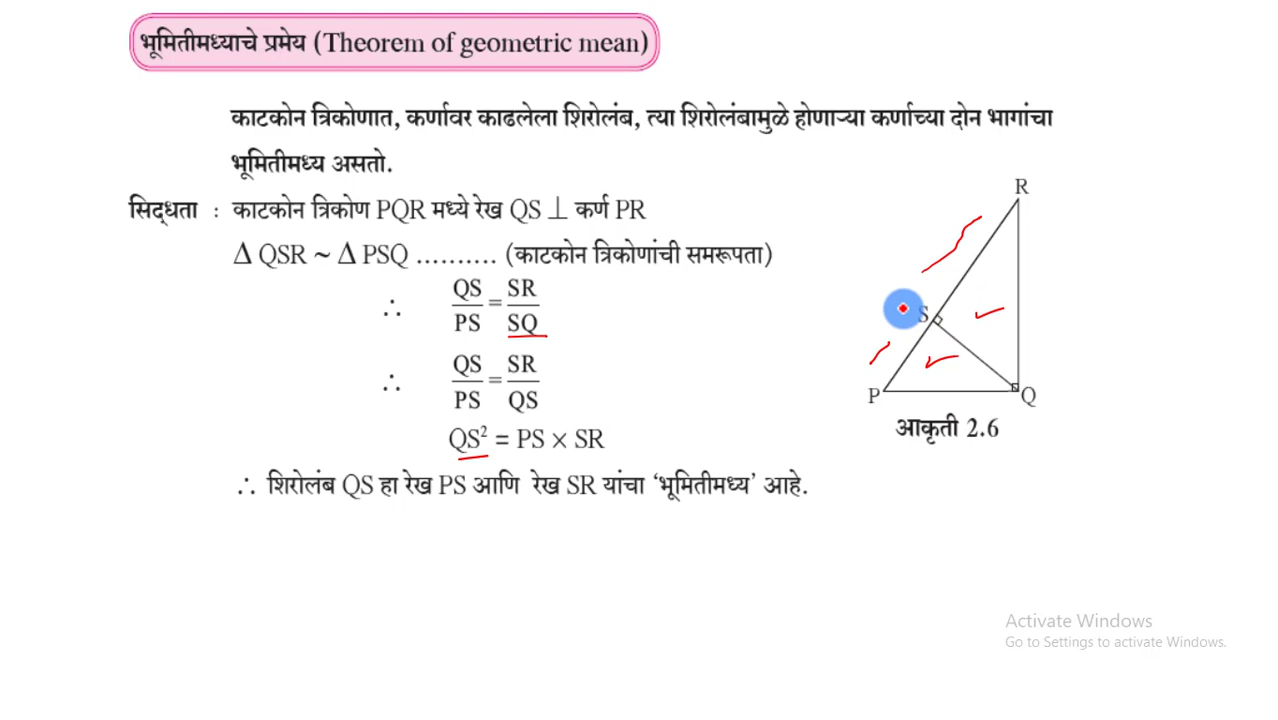 भूमितीमध्याचे प्रमेय (Theorem of geometric mean)
काटकोन त्रिकोणात, कर्णावर काढलेला शिरोलंब, त्या शिरोलंबामुळे होणाऱ्या कर्णाच्या दोन भागांचा
भूमितीमध्य असतो.
सिद्धता : काटकोन त्रिकोण PQR मध्ये रेख QS ⊥ कर्ण PR
Δ QSR ~ Δ PSQ .......... (काटकोन त्रिकोणांची समरूपता)
∴ QS/PS = SR/SQ
∴ QS/PS = SR/QS
QS² = PS × SR
∴ शिरोलंब QS हा रेख PS आणि रेख SR यांचा ‘भूमितीमध्य’ आहे.
R
S
P
Q
आकृती 2.6
Activate Windows
Go to Settings to activate Windows.